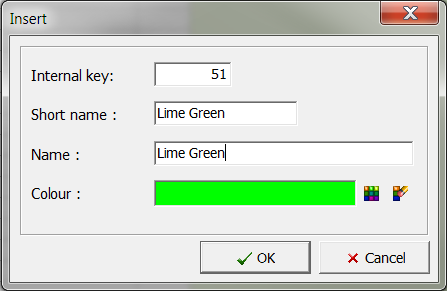 Insert
Internal key: 51
Short name : Lime Green
Name : Lime Green
Colour :
OK Cancel